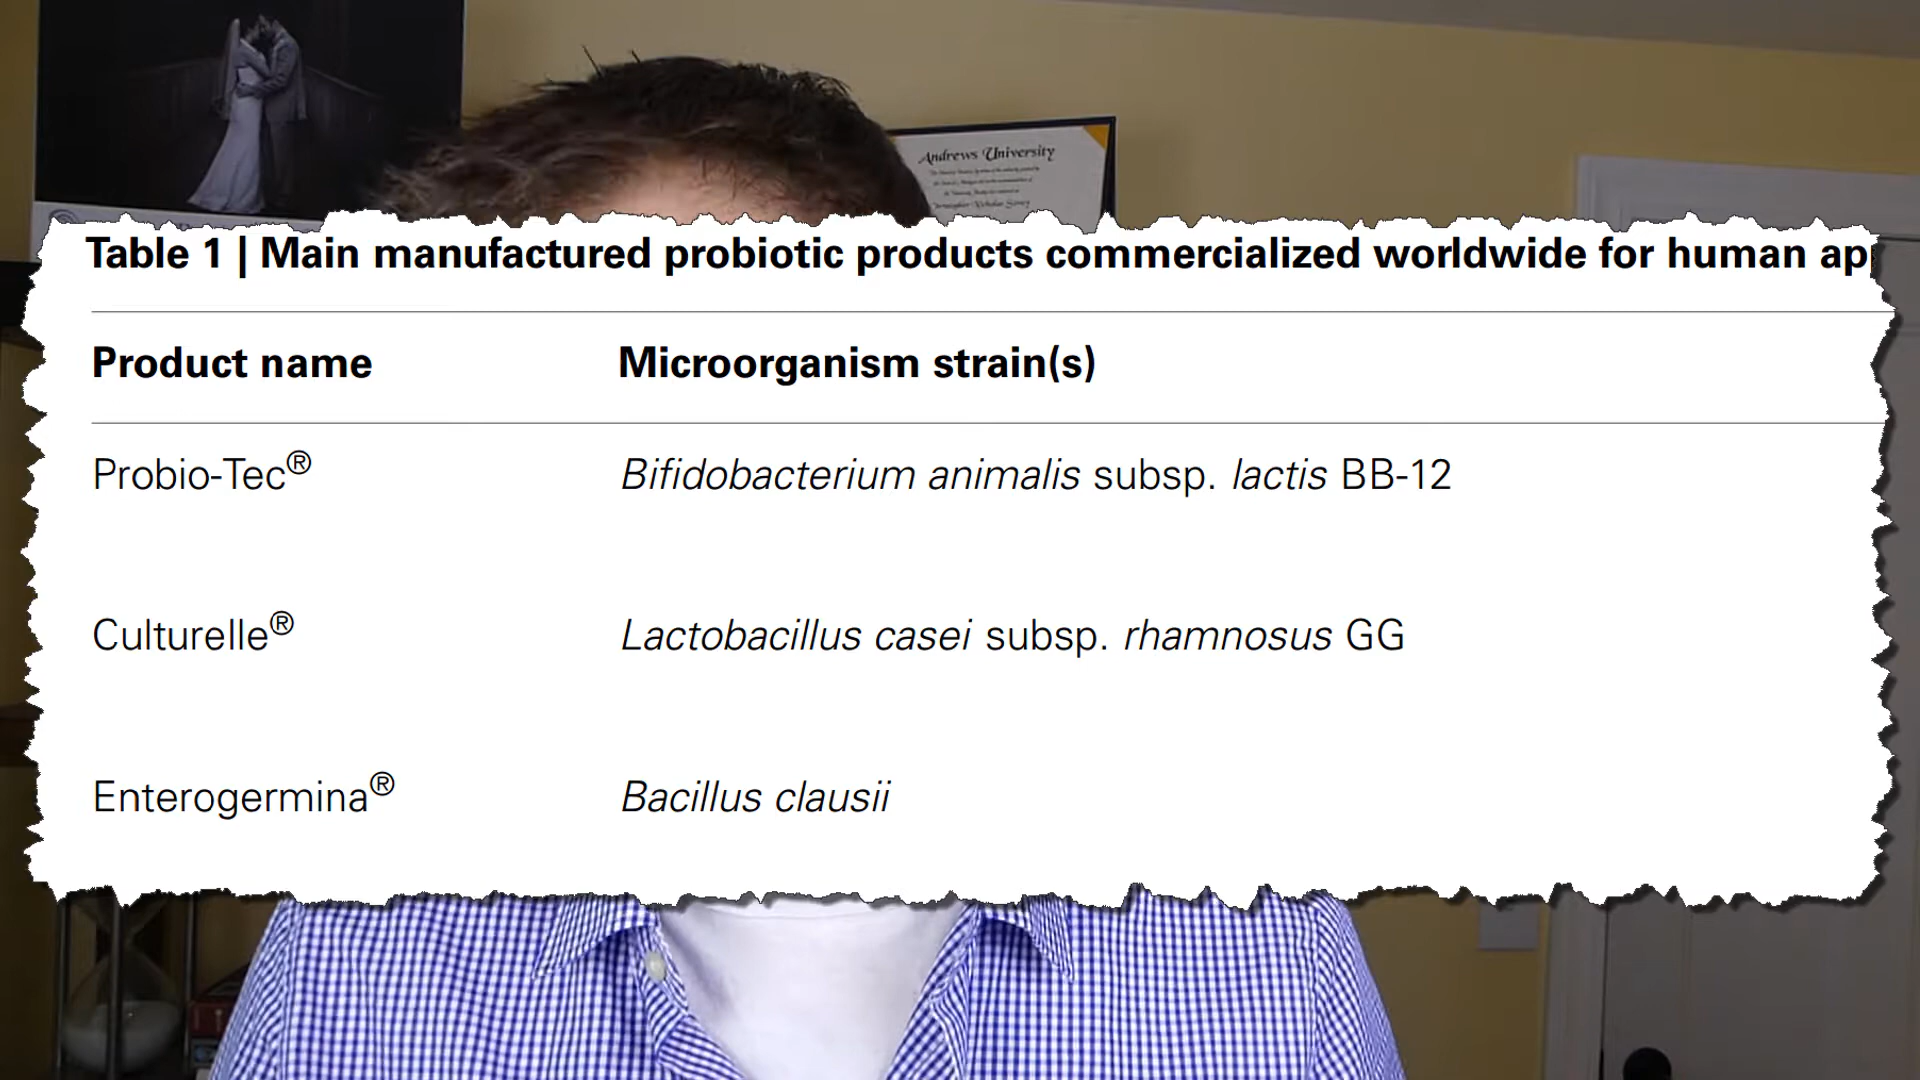 Andrews University
Table 1 | Main manufactured probiotic products commercialized worldwide for human ap
Product name Microorganism strain(s)
Probio-Tec® Bifidobacterium animalis subsp. lactis BB-12
Culturelle® Lactobacillus casei subsp. rhamnosus GG
Enterogermina® Bacillus clausii